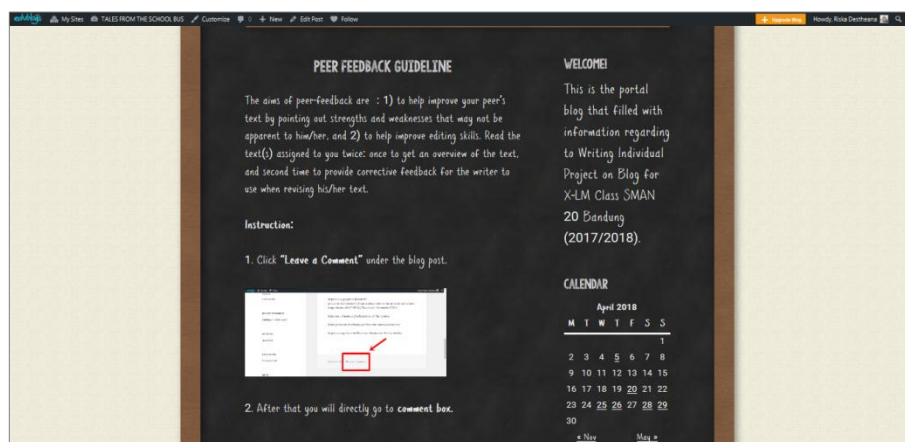 edublogs My Sites TALES FROM THE SCHOOL BUS Customize 0 + New Edit Post Follow
Upgrade Blog Howdy, Riska Destheana
PEER FEEDBACK GUIDELINE
The aims of peer-feedback are : 1) to help improve your peer's
text by pointing out strengths and weaknesses that may not be
apparent to him/her, and 2) to help improve editing skills. Read the
text(s) assigned to you twice: once to get an overview of the text,
and second time to provide corrective feedback for the writer to
use when revising his/her text.
Instruction:
1. Click "Leave a Comment" under the blog post.
2. After that you will directly go to comment box.
WELCOME!
This is the portal
blog that filled with
information regarding
to Writing Individual
Project on Blog for
X-LM Class SMAN
20 Bandung
(2017/2018).
CALENDAR
April 2018
M T W T F S S
1
2 3 4 5 6 7 8
9 10 11 12 13 14 15
16 17 18 19 20 21 22
23 24 25 26 27 28 29
30
« Nov May »